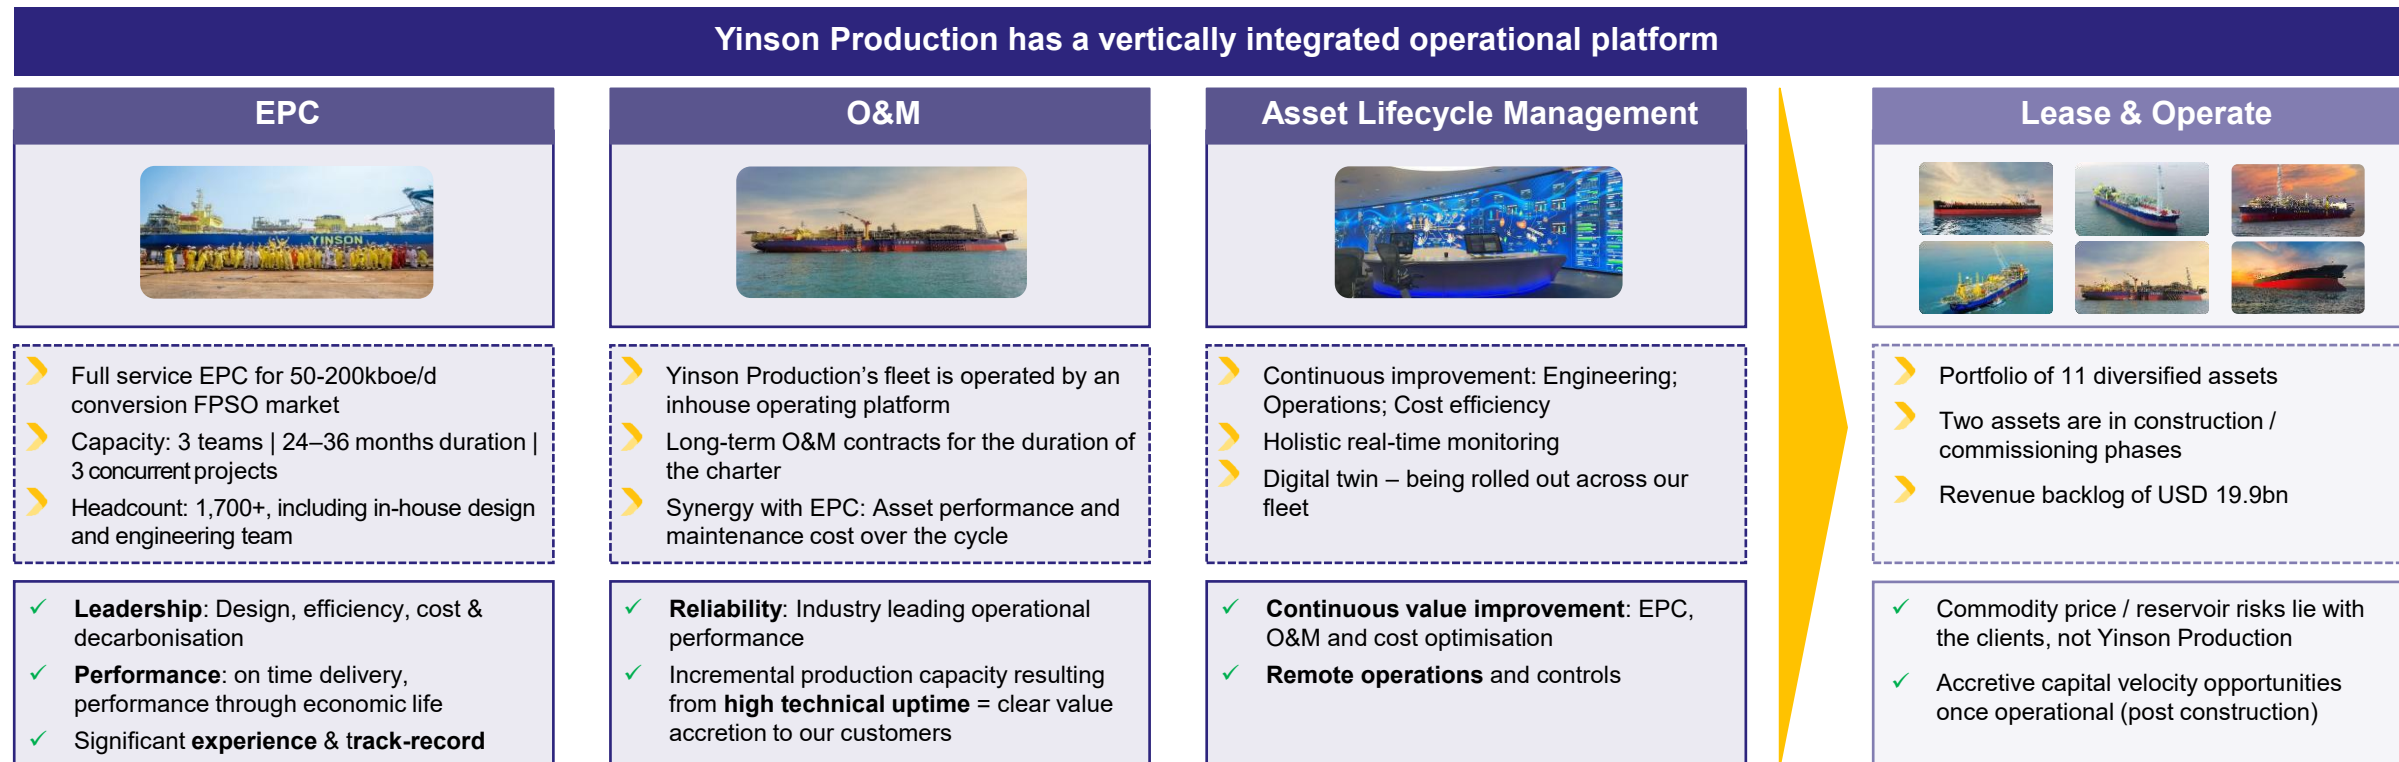 Yinson Production has a vertically integrated operational platform
EPC
YINSON
Full service EPC for 50-200kboe/d
conversion FPSO market
Capacity: 3 teams | 24–36 months duration |
3 concurrent projects
Headcount: 1,700+, including in-house design
and engineering team
Leadership: Design, efficiency, cost &
decarbonisation
Performance: on time delivery,
performance through economic life
Significant experience & track-record
O&M
Yinson Production’s fleet is operated by an
inhouse operating platform
Long-term O&M contracts for the duration of
the charter
Synergy with EPC: Asset performance and
maintenance cost over the cycle
Reliability: Industry leading operational
performance
Incremental production capacity resulting
from high technical uptime = clear value
accretion to our customers
Asset Lifecycle Management
Continuous improvement: Engineering;
Operations; Cost efficiency
Holistic real-time monitoring
Digital twin – being rolled out across our
fleet
Continuous value improvement: EPC,
O&M and cost optimisation
Remote operations and controls
Lease & Operate
Portfolio of 11 diversified assets
Two assets are in construction /
commissioning phases
Revenue backlog of USD 19.9bn
Commodity price / reservoir risks lie with
the clients, not Yinson Production
Accretive capital velocity opportunities
once operational (post construction)